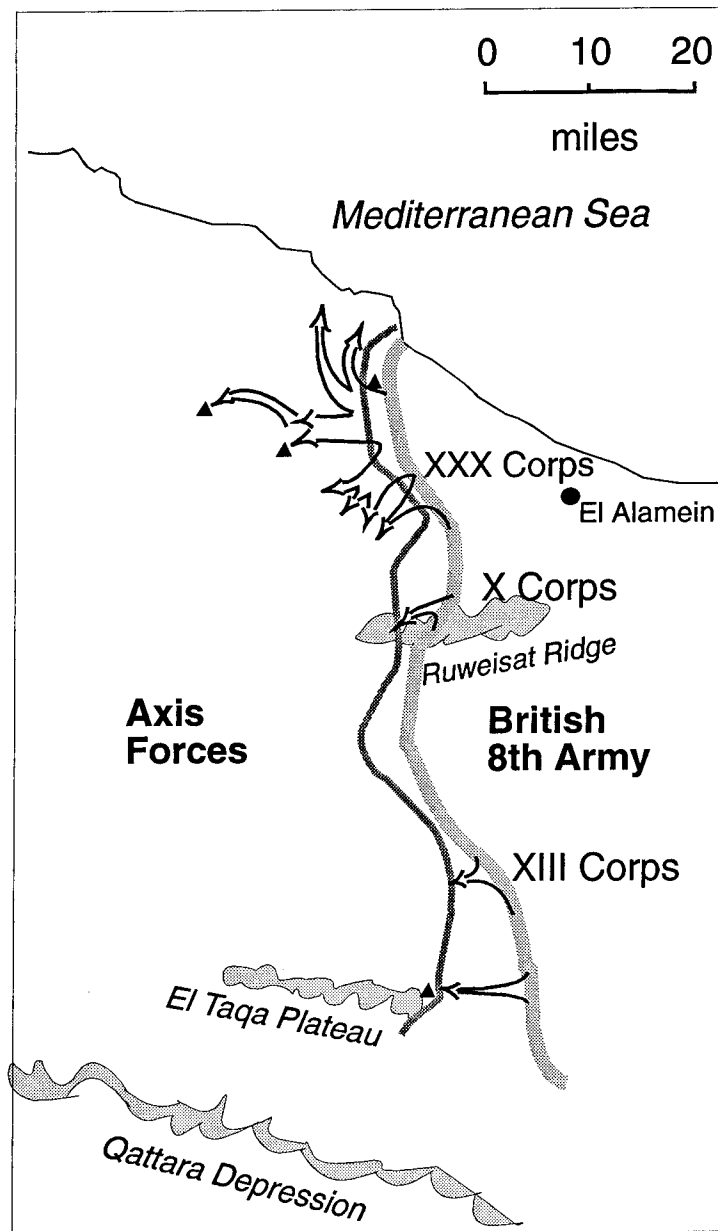 0 10 20
miles
Mediterranean Sea
XXX Corps
El Alamein
X Corps
Ruweisat Ridge
Axis
Forces
British
8th Army
XIII Corps
El Taqa Plateau
Qattara Depression